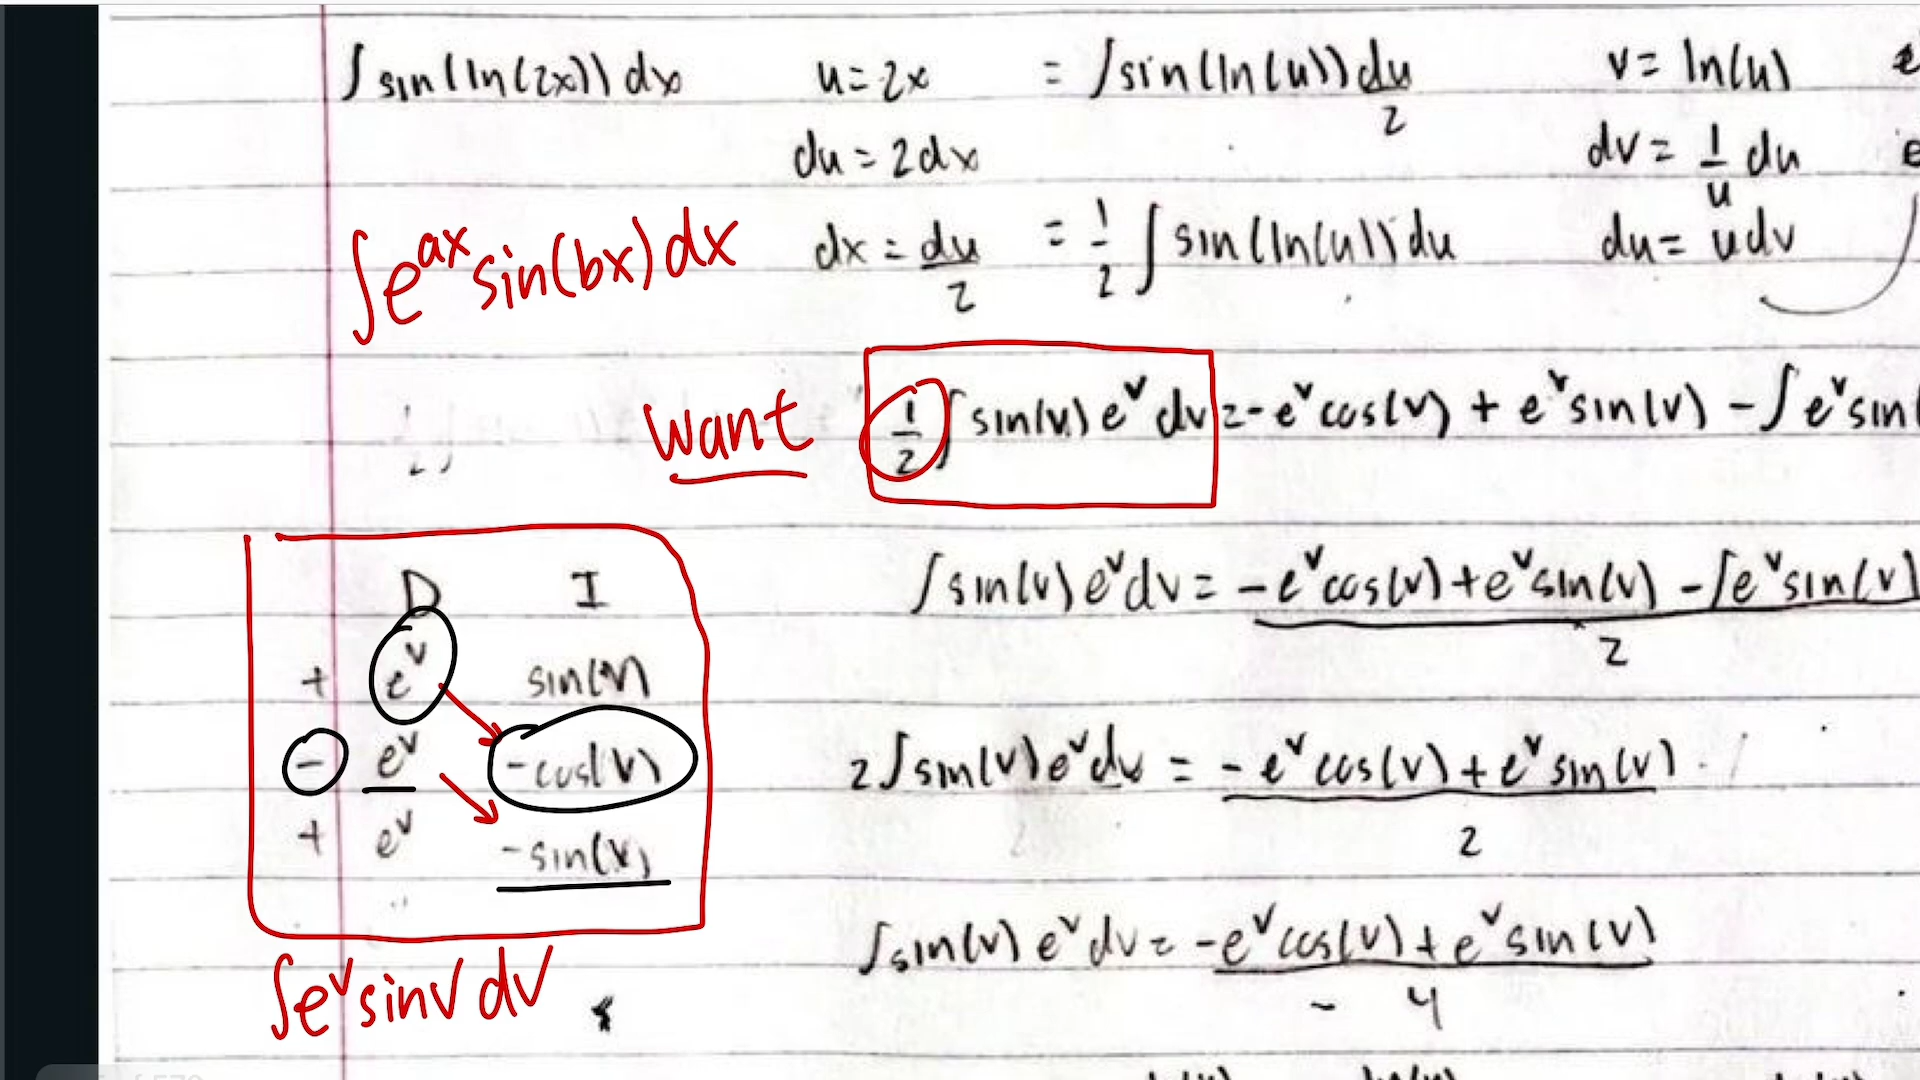 ∫ sin(ln(2x)) dx   u = 2x   = ∫ sin(ln(u)) du/2   v = ln(u)
du = 2dx   dv = 1/u du
∫ e^(ax) sin(bx) dx   dx = du/2   = 1/2 ∫ sin(ln(u)) du   du = u dv
want   1/2 ∫ sin(v) e^v dv = -e^v cos(v) + e^v sin(v) - ∫ e^v sin(
∫ sin(v) e^v dv = (-e^v cos(v) + e^v sin(v) - ∫ e^v sin(v))/2
D   I
+   e^v   sin(v)
-   e^v   -cos(v)
+   e^v   -sin(v)
2∫ sin(v) e^v dv = (-e^v cos(v) + e^v sin(v))/2
∫ sin(v) e^v dv = (-e^v cos(v) + e^v sin(v))/4
∫ e^v sinv dv